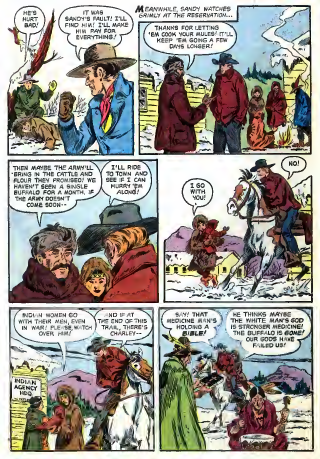 HE'S
HURT
BAD!
IT WAS
SANDY'S FAULT! I'LL
FIND HIM! I'LL MAKE
HIM PAY FOR
EVERYTHING!
MEANWHILE, SANDY WATCHES
GRIMLY AT THE RESERVATION...
THANKS FOR LETTING
'EM COOK YOUR MULES! IT'LL
KEEP 'EM GOING A FEW
DAYS LONGER!
THEN MAYBE THE ARMY'LL
BRING IN THE CATTLE AND
FLOUR THEY PROMISED! WE
HAVEN'T SEEN A SINGLE
BUFFALO FOR A MONTH. IF
THE ARMY DOESN'T
COME SOON--
I'LL RIDE
TO TOWN AND
SEE IF I CAN
HURRY 'EM
ALONG!
I GO
WITH
YOU!
NO!
INDIAN WOMEN GO
WITH THEIR MEN, EVEN
IN WAR! PLEASE WATCH
OVER HIM!
AND IF AT
THE END OF THIS
TRAIL, THERE'S
CHARLEY--
INDIAN
AGENCY
HDQ.
SAY! THAT
MEDICINE MAN'S
HOLDING A
BIBLE!
HE THINKS MAYBE
THE WHITE MAN'S GOD
IS STRONGER MEDICINE!
THE BUFFALO IS GONE!
OUR GODS HAVE
FAILED US!